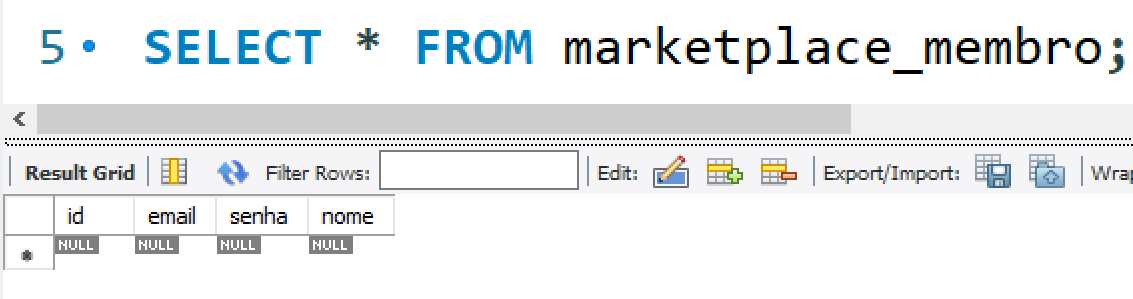 5 SELECT * FROM marketplace_membro;
Result Grid Filter Rows: Edit: Export/Import: Wrap
id email senha nome
* NULL NULL NULL NULL